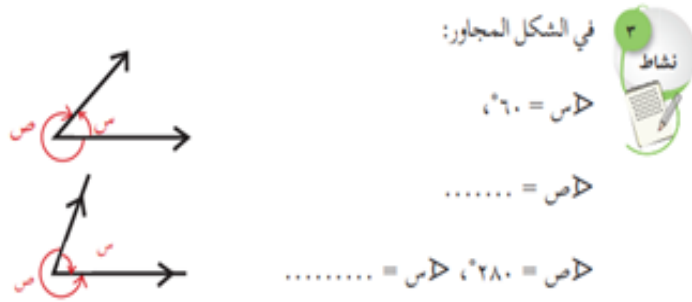 ٣
نشاط
في الشكل المجاور:
∢س = ٦٠°،
∢ص = .......
∢ص = ٢٨٠°، ∢س = .........
س
ص
س
ص